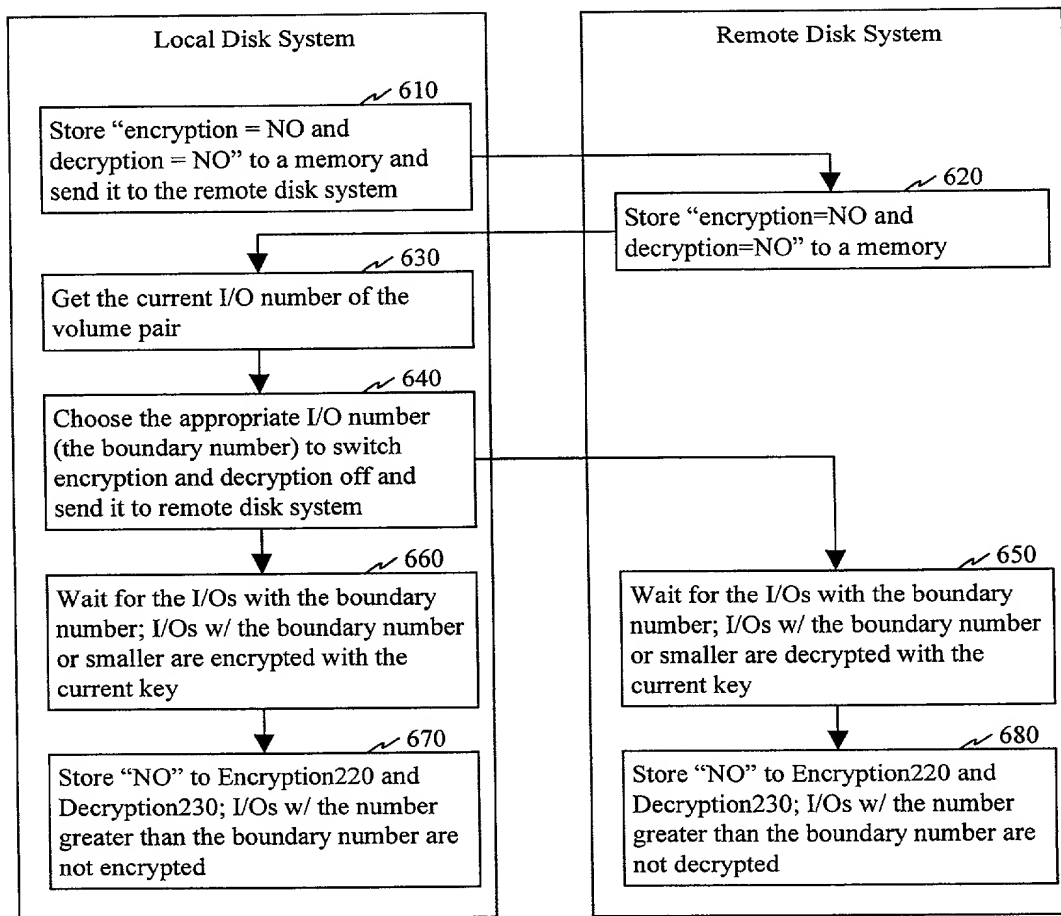 Local Disk System
Remote Disk System
610
Store “encryption = NO and
decryption = NO” to a memory and
send it to the remote disk system
620
Store “encryption=NO and
decryption=NO” to a memory
630
Get the current I/O number of the
volume pair
640
Choose the appropriate I/O number
(the boundary number) to switch
encryption and decryption off and
send it to remote disk system
660
Wait for the I/Os with the boundary
number; I/Os w/ the boundary number
or smaller are encrypted with the
current key
650
Wait for the I/Os with the boundary
number; I/Os w/ the boundary number
or smaller are decrypted with the
current key
670
Store “NO” to Encryption220 and
Decryption230; I/Os w/ the number
greater than the boundary number are
not encrypted
680
Store “NO” to Encryption220 and
Decryption230; I/Os w/ the number
greater than the boundary number are
not decrypted